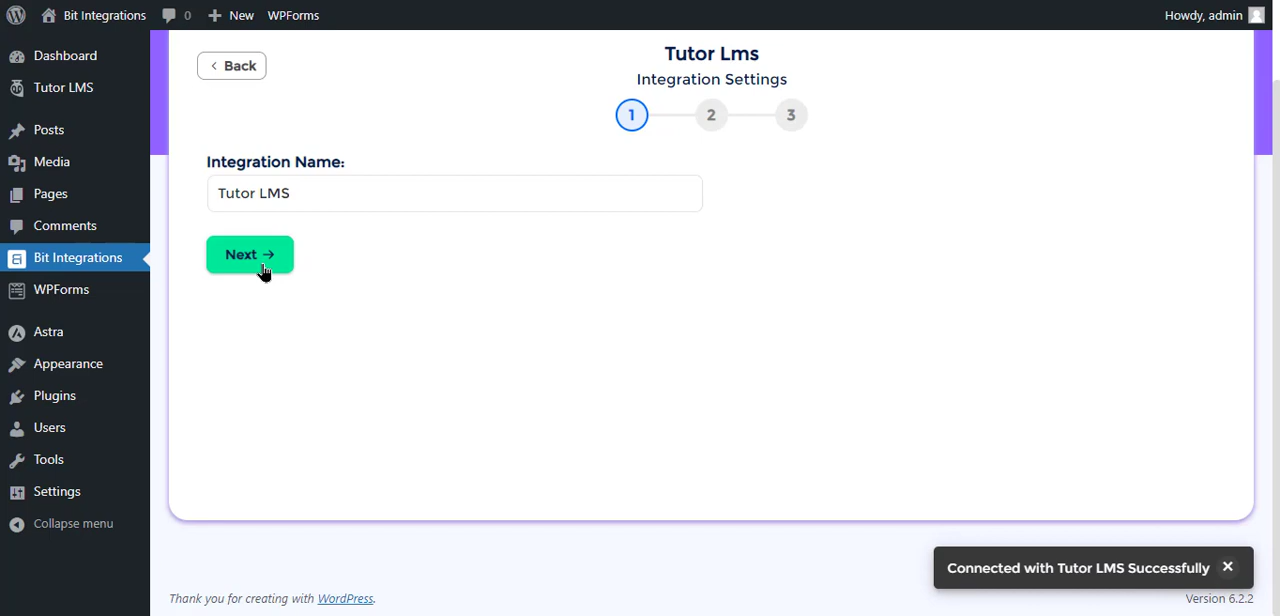 Bit Integrations
0
New
WPForms
Howdy, admin
Dashboard
Tutor LMS
Posts
Media
Pages
Comments
Bit Integrations
WPForms
Astra
Appearance
Plugins
Users
Tools
Settings
Collapse menu
Back
Tutor Lms
Integration Settings
1
2
3
Integration Name:
Tutor LMS
Next →
Connected with Tutor LMS Successfully
Thank you for creating with WordPress.
Version 6.2.2